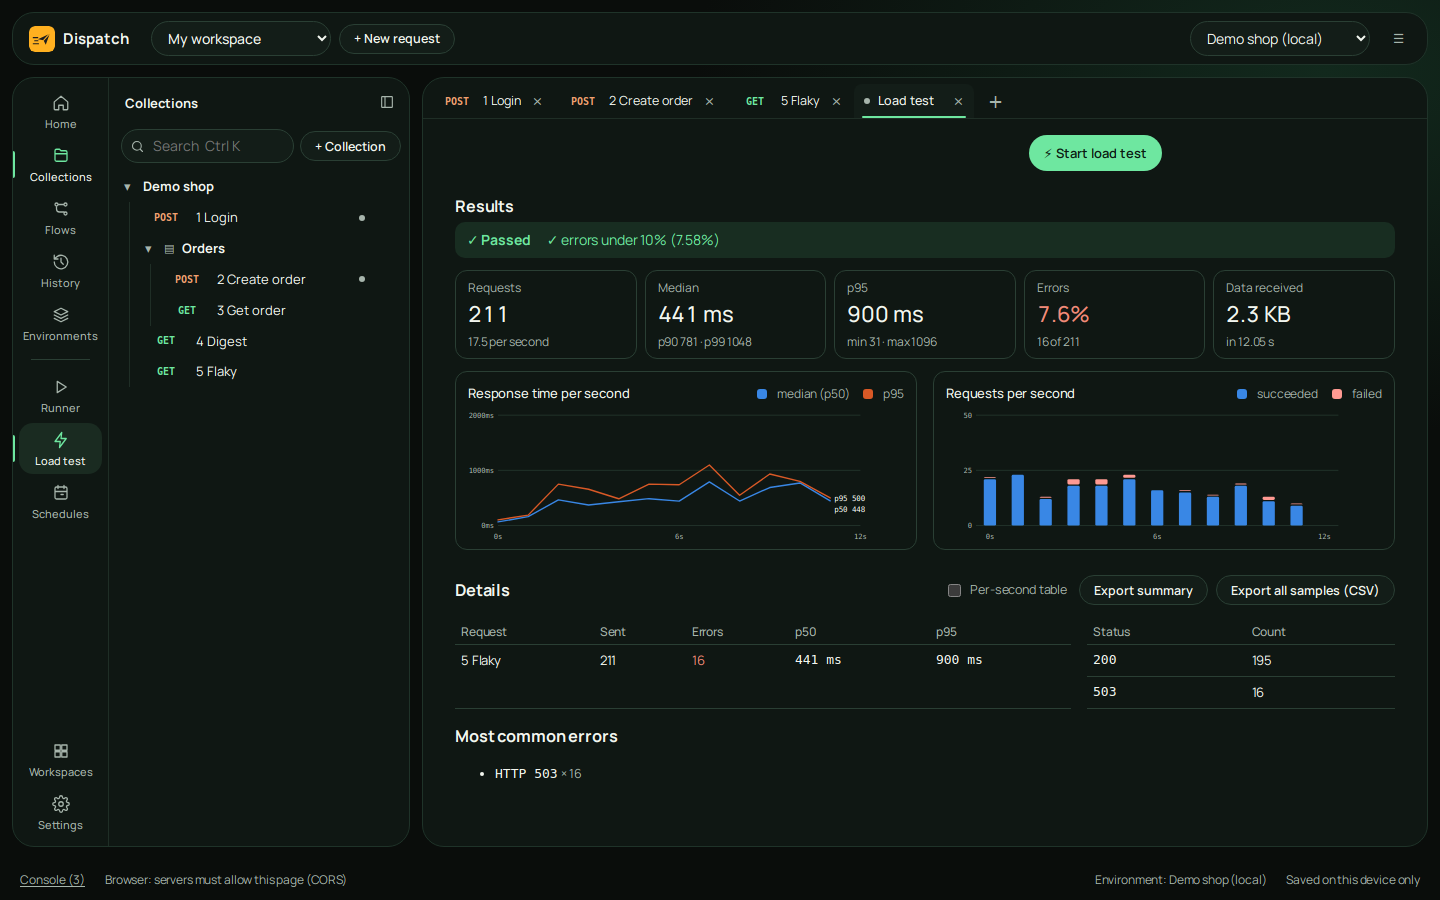 Dispatch My workspace + New request Demo shop (local)
Home
Collections
Flows
History
Environments
Runner
Load test
Schedules
Workspaces
Settings
Collections
Search Ctrl K + Collection
Demo shop
POST 1 Login
Orders
POST 2 Create order
GET 3 Get order
GET 4 Digest
GET 5 Flaky
POST 1 Login × POST 2 Create order × GET 5 Flaky × Load test × +
⚡ Start load test
Results
✓ Passed ✓ errors under 10% (7.58%)
Requests
211
17.5 per second
Median
441 ms
p90 781 · p99 1048
p95
900 ms
min 31 · max 1096
Errors
7.6%
16 of 211
Data received
2.3 KB
in 12.05 s
Response time per second median (p50) p95
2000ms
1000ms
0ms
p95 500
p50 448
0s 6s 12s
Requests per second succeeded failed
50
25
0
0s 6s 12s
Details Per-second table Export summary Export all samples (CSV)
Request Sent Errors p50 p95
5 Flaky 211 16 441 ms 900 ms
Status Count
200 195
503 16
Most common errors
• HTTP 503 × 16
Console (3) Browser: servers must allow this page (CORS) Environment: Demo shop (local) Saved on this device only